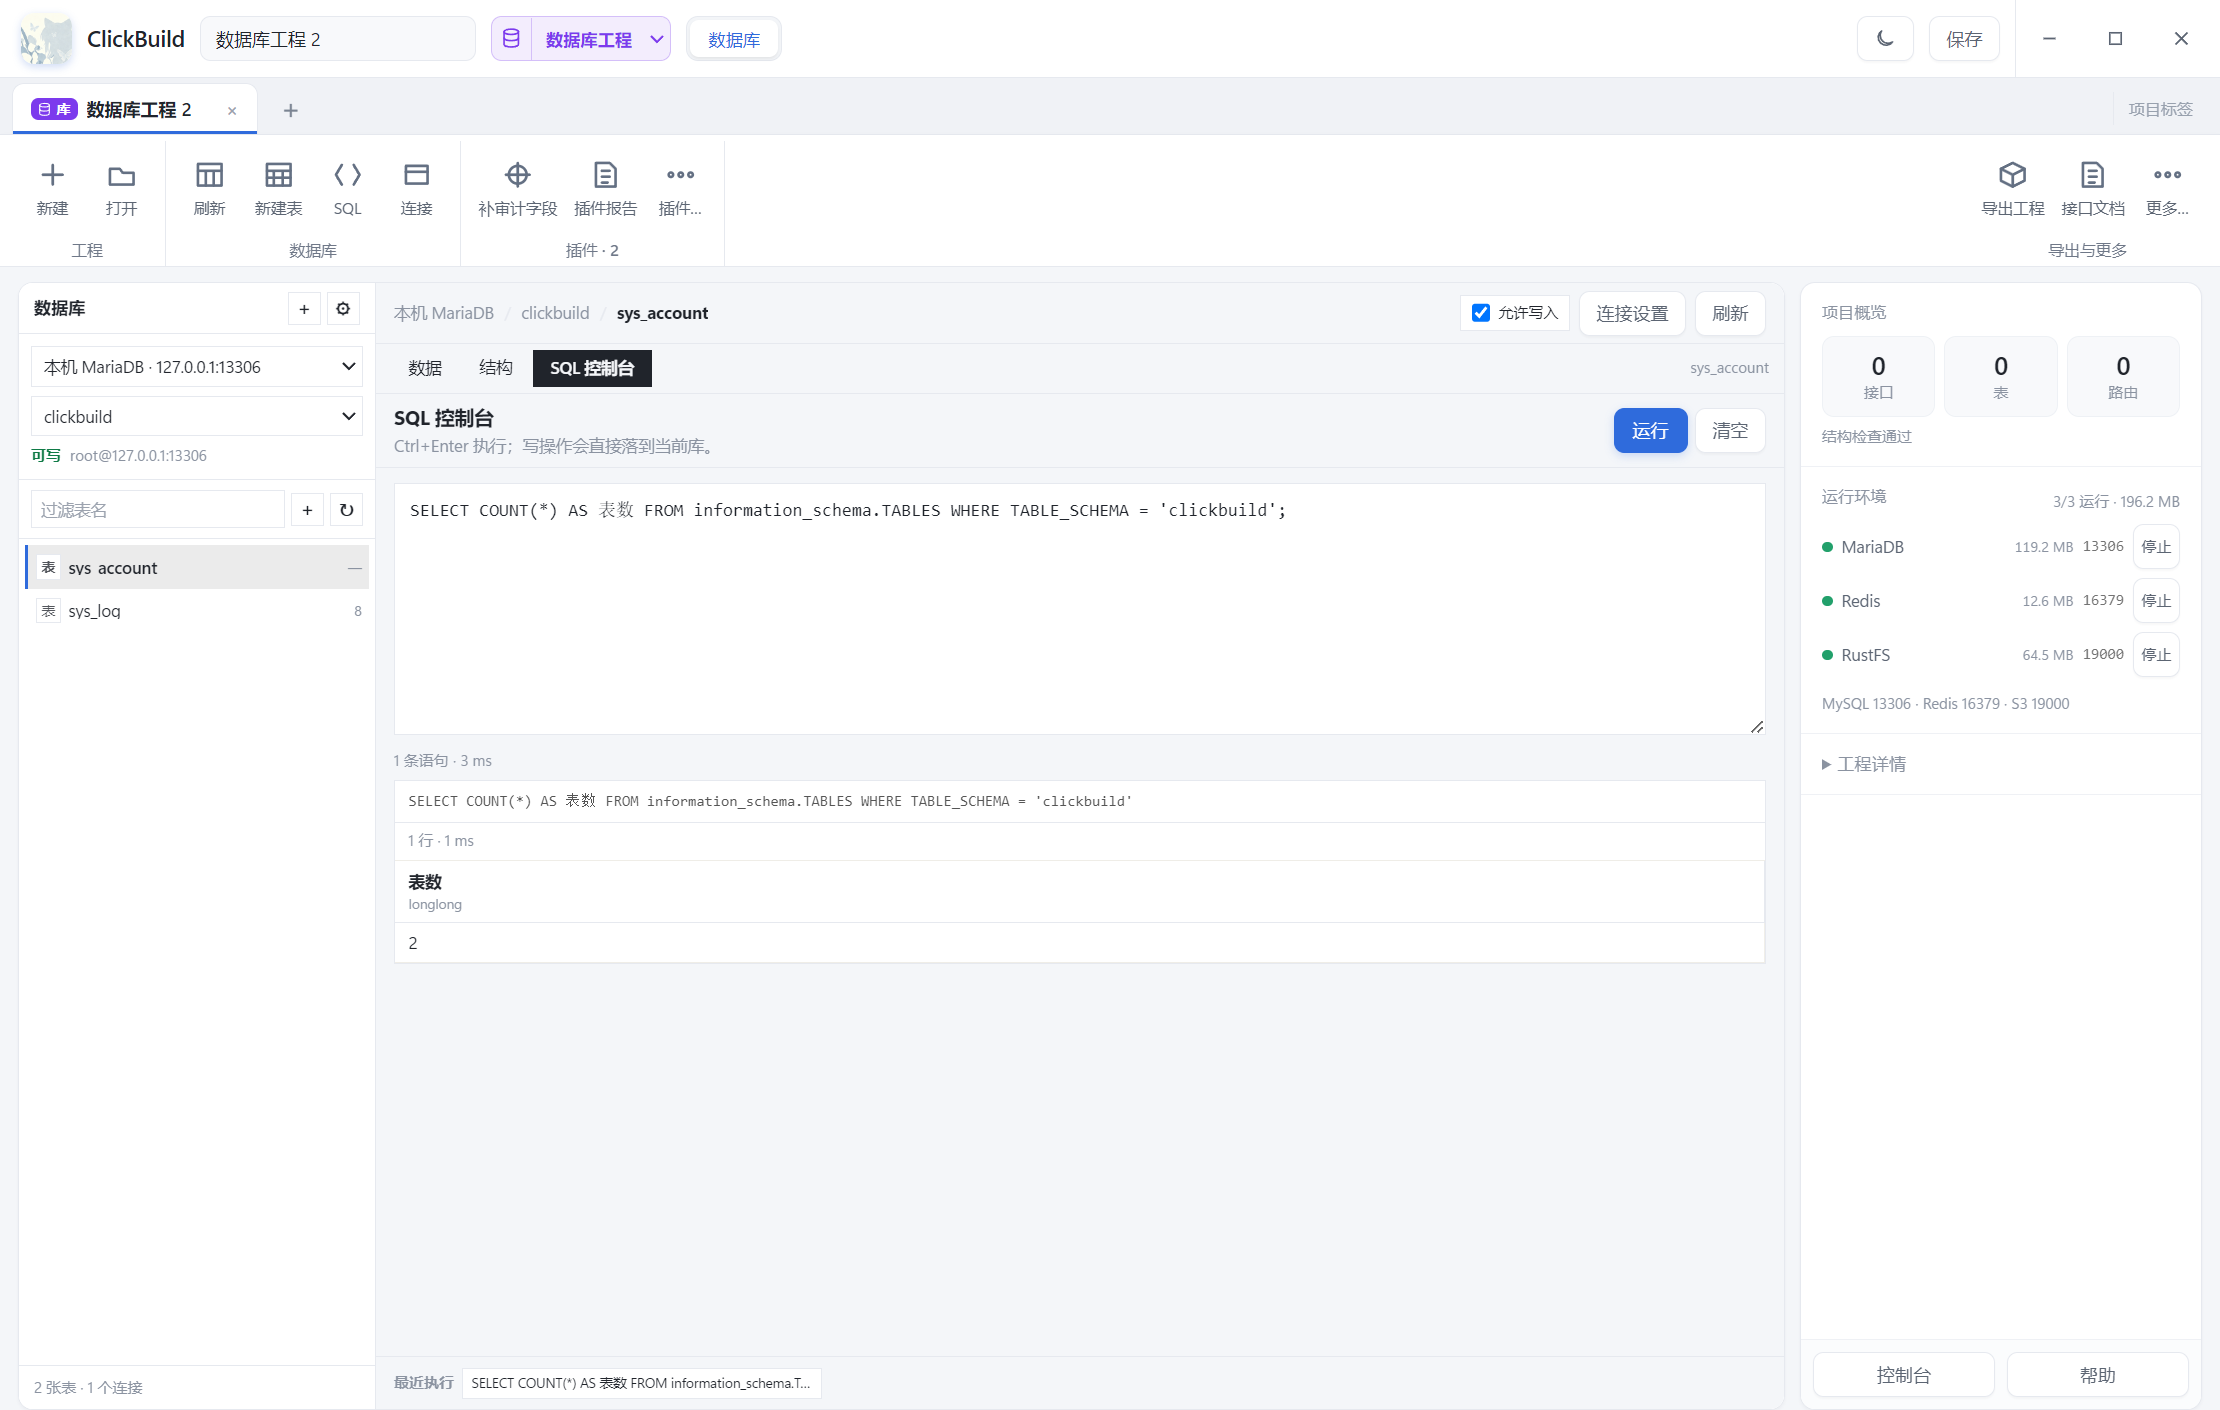 ClickBuild
数据库工程 2
数据库工程
数据库
保存
库 数据库工程 2 ×
项目标签
新建
打开
工程
刷新
新建表
SQL
连接
数据库
补审计字段
插件报告
插件...
插件 · 2
导出工程
接口文档
更多...
导出与更多
数据库
本机 MariaDB · 127.0.0.1:13306
clickbuild
可写 root@127.0.0.1:13306
过滤表名
表 sys_account —
表 sys_log 8
2 张表 · 1 个连接
本机 MariaDB / clickbuild / sys_account
允许写入
连接设置
刷新
数据
结构
SQL 控制台
sys_account
SQL 控制台
Ctrl+Enter 执行；写操作会直接落到当前库。
运行
清空
SELECT COUNT(*) AS 表数 FROM information_schema.TABLES WHERE TABLE_SCHEMA = 'clickbuild';
1 条语句 · 3 ms
SELECT COUNT(*) AS 表数 FROM information_schema.TABLES WHERE TABLE_SCHEMA = 'clickbuild'
1 行 · 1 ms
表数
longlong
2
最近执行 SELECT COUNT(*) AS 表数 FROM information_schema.T...
项目概览
0 接口
0 表
0 路由
结构检查通过
运行环境 3/3 运行 · 196.2 MB
MariaDB 119.2 MB 13306 停止
Redis 12.6 MB 16379 停止
RustFS 64.5 MB 19000 停止
MySQL 13306 · Redis 16379 · S3 19000
工程详情
控制台
帮助